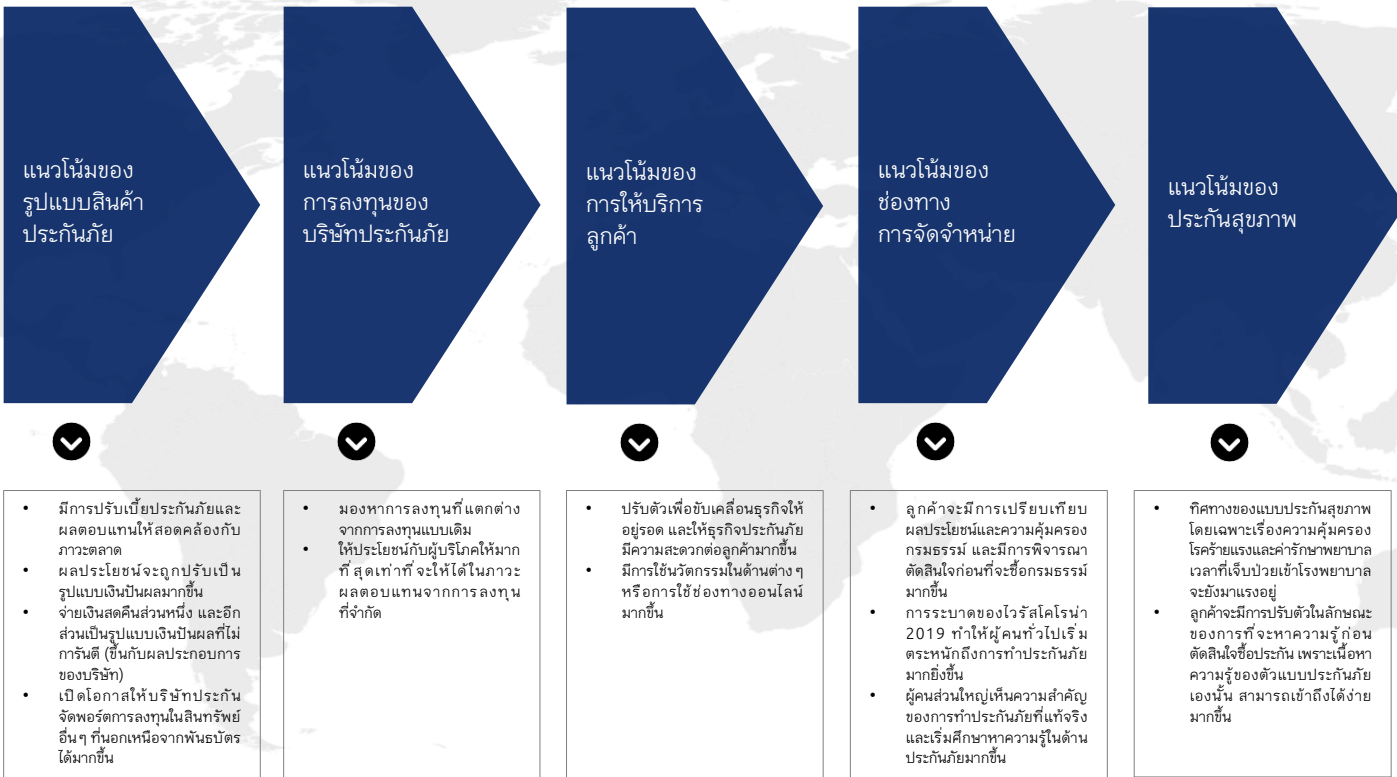 แนวโน้มของ
รูปแบบสินค้า
ประกันภัย
แนวโน้มของ
การลงทุนของ
บริษัทประกันภัย
แนวโน้มของ
การให้บริการ
ลูกค้า
แนวโน้มของ
ช่องทาง
การจัดจำหน่าย
แนวโน้มของ
ประกันสุขภาพ
• มีการปรับเบี้ยประกันภัยและ
ผลตอบแทนให้สอดคล้องกับ
ภาวะตลาด
• ผลประโยชน์จะถูกปรับเป็น
รูปแบบเงินปันผลมากขึ้น
• จ่ายเงินสดคืนส่วนหนึ่ง และอีก
ส่วนเป็นรูปแบบเงินปันผลที่ไม่
การันตี (ขึ้นกับผลประกอบการ
ของบริษัท)
• เปิดโอกาสให้บริษัทประกัน
จัดพอร์ตการลงทุนในสินทรัพย์
อื่นๆ ที่นอกเหนือจากพันธบัตร
ได้มากขึ้น
• มองหาการลงทุนที่แตกต่าง
จากการลงทุนแบบเดิม
• ให้ประโยชน์กับผู้บริโภคให้มาก
ที่สุดเท่าที่จะให้ได้ในภาวะ
ผลตอบแทนจากการลงทุน
ที่จำกัด
• ปรับตัวเพื่อขับเคลื่อนธุรกิจให้
อยู่รอด และให้ธุรกิจประกันภัย
มีความสะดวกต่อลูกค้ามากขึ้น
• มีการใช้นวัตกรรมในด้านต่างๆ
หรือการใช้ช่องทางออนไลน์
มากขึ้น
• ลูกค้าจะมีการเปรียบเทียบ
ผลประโยชน์และความคุ้มครอง
กรมธรรม์ และมีการพิจารณา
ตัดสินใจก่อนที่จะซื้อกรมธรรม์
มากขึ้น
• การระบาดของไวรัสโคโรน่า
2019 ทำให้ผู้คนทั่วไปเริ่ม
ตระหนักถึงการทำประกันภัย
มากยิ่งขึ้น
• ผู้คนส่วนใหญ่เห็นความสำคัญ
ของการทำประกันภัยที่แท้จริง
และเริ่มศึกษาหาความรู้ในด้าน
ประกันภัยมากขึ้น
• ทิศทางของแบบประกันสุขภาพ
โดยเฉพาะเรื่องความคุ้มครอง
โรคร้ายแรงและค่ารักษาพยาบาล
เวลาที่เจ็บป่วยเข้าโรงพยาบาล
จะยังมาแรงอยู่
• ลูกค้าจะมีการปรับตัวในลักษณะ
ของการที่จะหาความรู้ก่อน
ตัดสินใจซื้อประกัน เพราะเนื้อหา
ความรู้ของตัวแบบประกันภัย
เองนั้น สามารถเข้าถึงได้ง่าย
มากขึ้น